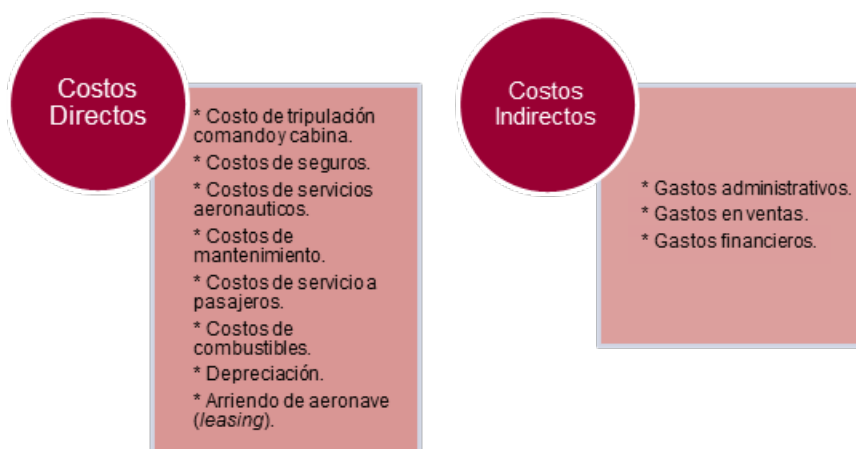 Costos
Directos
* Costo de tripulación
comando y cabina.
* Costos de seguros.
* Costos de servicios
aeronauticos.
* Costos de
mantenimiento.
* Costos de servicio a
pasajeros.
* Costos de
combustibles.
* Depreciación.
* Arriendo de aeronave
(leasing).
Costos
Indirectos
* Gastos administrativos.
* Gastos en ventas.
* Gastos financieros.